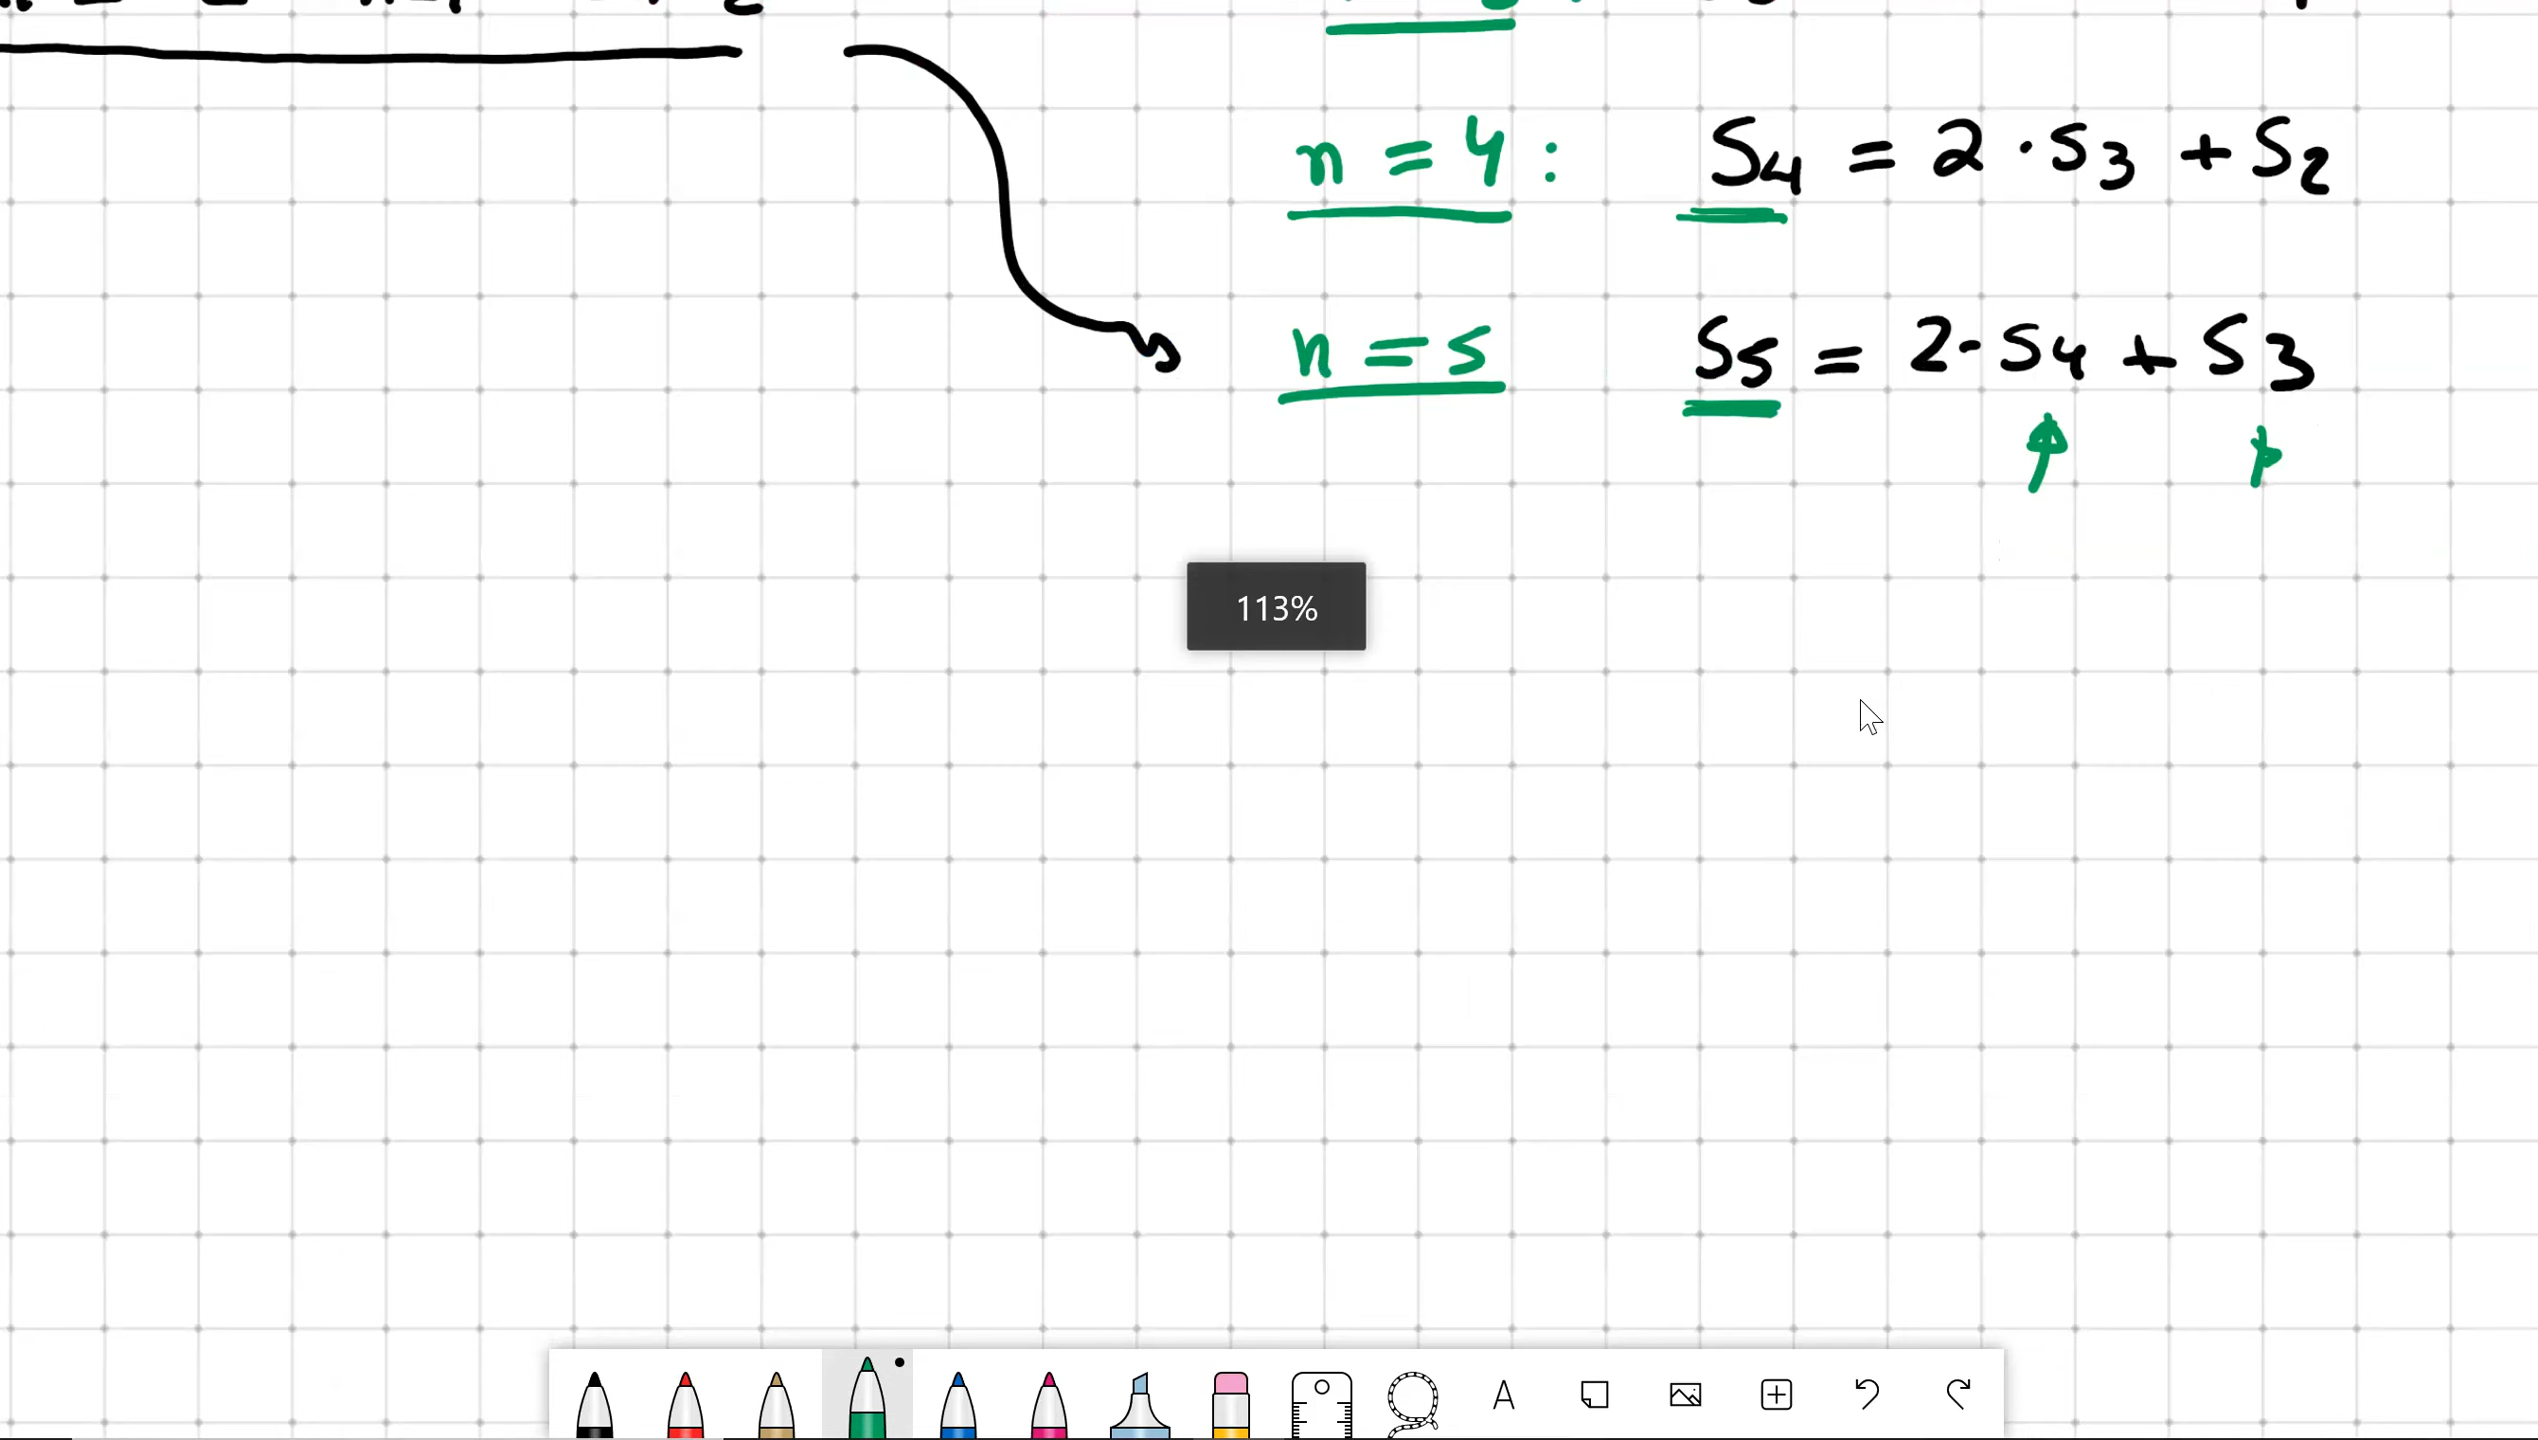 n = 4 : S4 = 2 · S3 + S2
n = 5 S5 = 2 · S4 + S3
113%
A